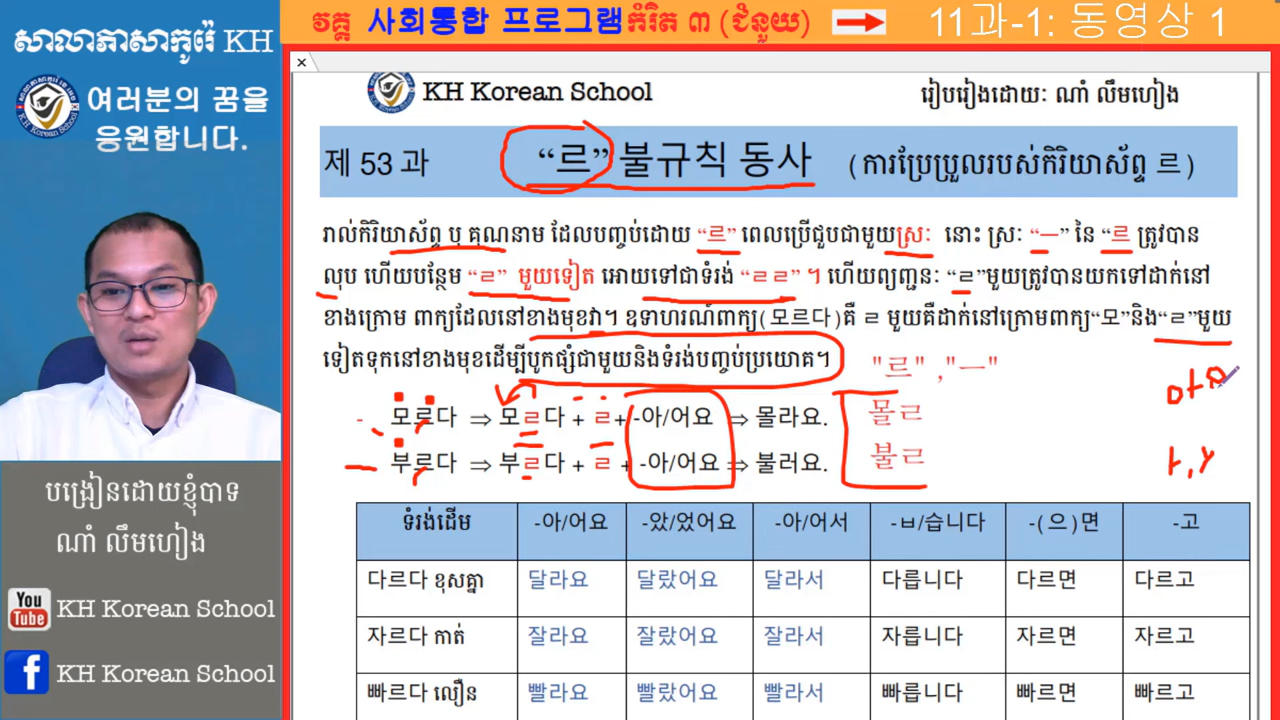 សាលាភាសាកូរ៉េ KH
여러분의 꿈을
응원합니다.
បង្រៀនដោយខ្ញុំបាទ
ណាំ លឹមហៀង
You Tube KH Korean School
f KH Korean School
វគ្គ 사회통합 프로그램កំរិត ៣ (ជំនួយ) 11과-1: 동영상 1
KH Korean School រៀបរៀងដោយៈ ណាំ លឹមហៀង
제 53 과 “르” 불규칙 동사 (ការប្រែប្រួលរបស់កិរិយាស័ព្ទ 르)
រាល់កិរិយាស័ព្ទ ឬ គុណនាម ដែលបញ្ចប់ដោយ “르” ពេលប្រើជួបជាមួយស្រៈ នោះ ស្រៈ “ㅡ” នៃ “르 ត្រូវបាន
លុប ហើយបន្ថែម “ㄹ” មួយទៀត អោយទៅជាទំរង់ “ㄹㄹ” ។ ហើយព្យញ្ជនៈ “ㄹ”មួយត្រូវបានយកទៅដាក់នៅ
ខាងក្រោម ពាក្យដែលនៅខាងមុខវា។ ឧទាហរណ៍ពាក្យ(모르다)គឺ ㄹ មួយគឺដាក់នៅក្រោមពាក្យ“모”និង“ㄹ”មួយ
ទៀតទុកនៅខាងមុខដើម្បីបូកផ្សំជាមួយនិងទំរង់បញ្ចប់ប្រយោគ។ "르" ,"ㅡ"
- 모르다 ⇒ 모ㄹ다 + ㄹ+ -아/어요 ⇒ 몰라요. 몰ㄹ
부르다 ⇒ 부ㄹ다 + ㄹ + -아/어요 ⇒ 불러요. 불ㄹ
ㅏ,
ទំរង់ដើម -아/어요 -았/었어요 -아/어서 -ㅂ/습니다 -(으)면 -고
다르다 ខុសគ្នា 달라요 달랐어요 달라서 다릅니다 다르면 다르고
자르다 កាត់ 잘라요 잘랐어요 잘라서 자릅니다 자르면 자르고
빠르다 លឿន 빨라요 빨랐어요 빨라서 빠릅니다 빠르면 빠르고